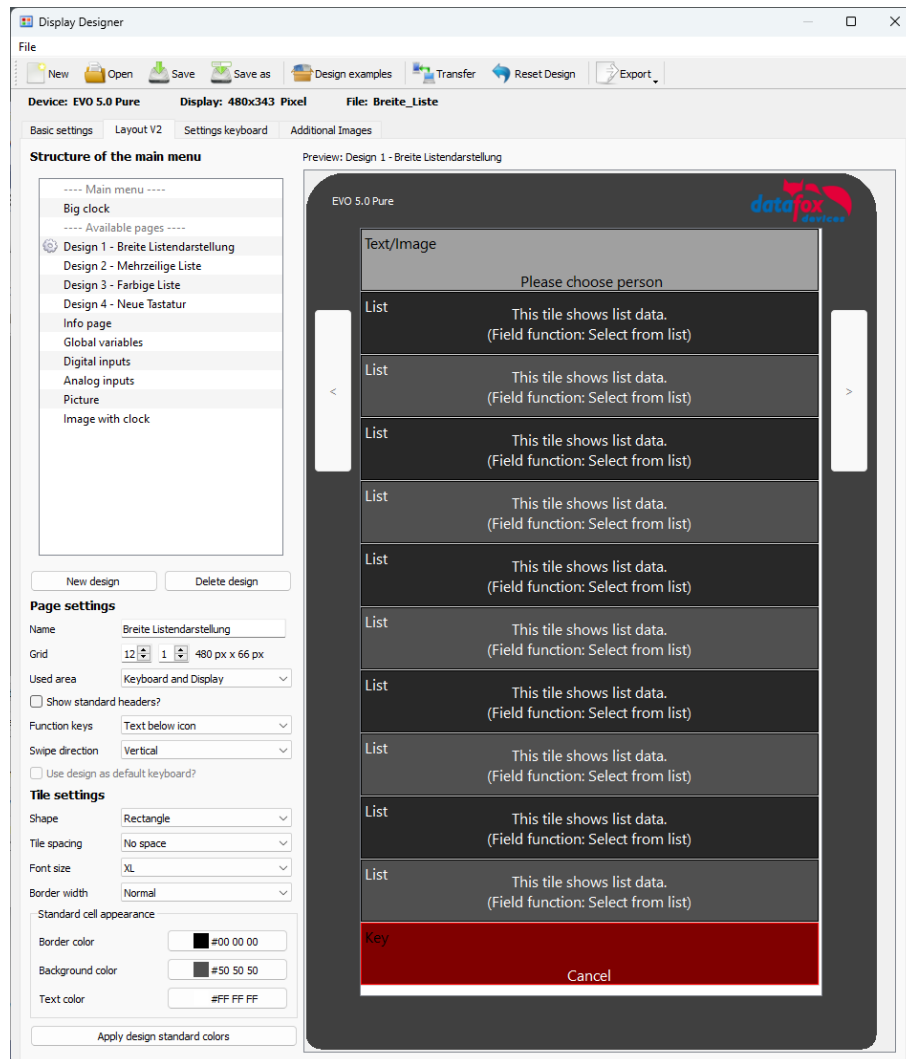 Display Designer
File
New Open Save Save as Design examples Transfer Reset Design Export
Device: EVO 5.0 Pure Display: 480x343 Pixel File: Breite_Liste
Basic settings Layout V2 Settings keyboard Additional Images
Structure of the main menu
---- Main menu ----
Big clock
---- Available pages ----
Design 1 - Breite Listendarstellung
Design 2 - Mehrzeilige Liste
Design 3 - Farbige Liste
Design 4 - Neue Tastatur
Info page
Global variables
Digital inputs
Analog inputs
Picture
Image with clock
New design Delete design
Page settings
Name Breite Listendarstellung
Grid 12 1 480 px x 66 px
Used area Keyboard and Display
Show standard headers?
Function keys Text below icon
Swipe direction Vertical
Use design as default keyboard?
Tile settings
Shape Rectangle
Tile spacing No space
Font size XL
Border width Normal
Standard cell appearance
Border color #00 00 00
Background color #50 50 50
Text color #FF FF FF
Apply design standard colors
Preview: Design 1 - Breite Listendarstellung
EVO 5.0 Pure
datafox
devices
Text/Image
Please choose person
List
This tile shows list data.
(Field function: Select from list)
List
This tile shows list data.
(Field function: Select from list)
<
>
List
This tile shows list data.
(Field function: Select from list)
List
This tile shows list data.
(Field function: Select from list)
List
This tile shows list data.
(Field function: Select from list)
List
This tile shows list data.
(Field function: Select from list)
List
This tile shows list data.
(Field function: Select from list)
List
This tile shows list data.
(Field function: Select from list)
List
This tile shows list data.
(Field function: Select from list)
List
This tile shows list data.
(Field function: Select from list)
Key
Cancel